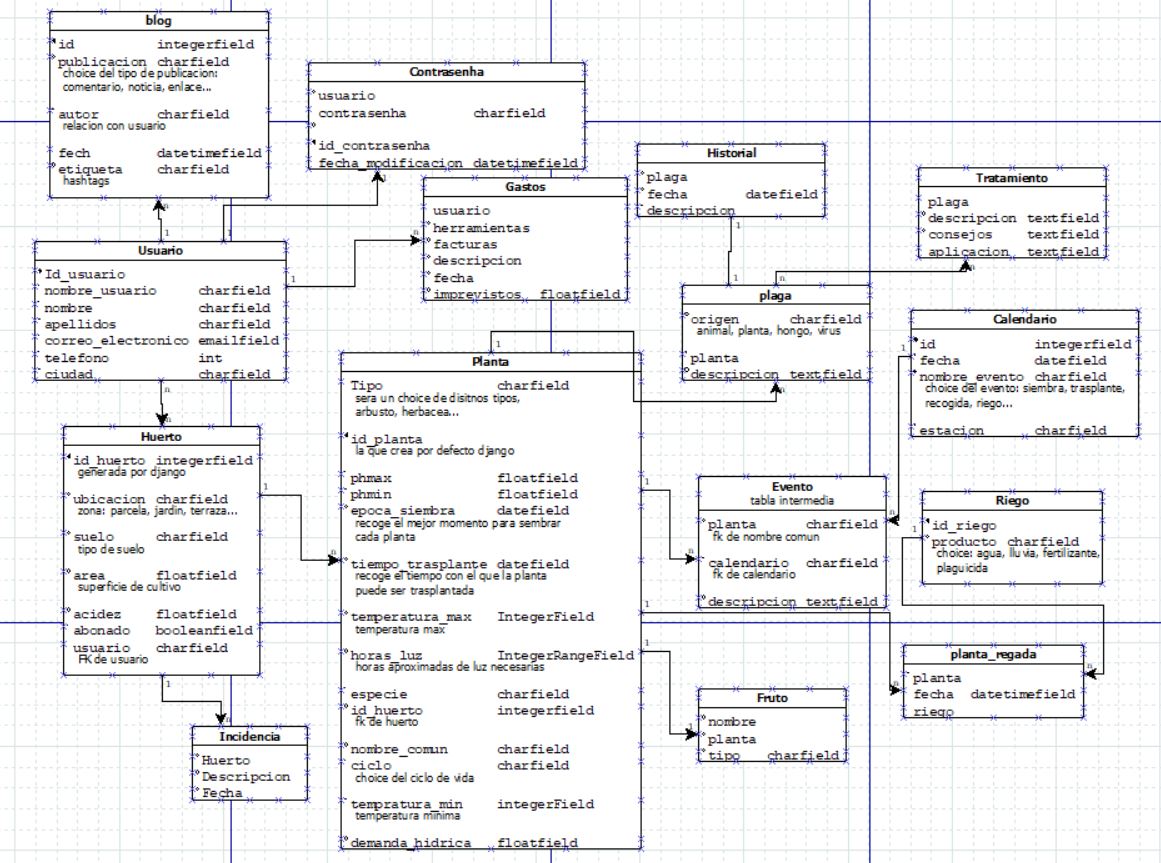 blog
id integerfield
publicacion charfield
choice del tipo de publicacion:
comentario, noticia, enlace...
autor charfield
relacion con usuario
fech datetimefield
etiqueta charfield
hashtags
Contrasenha
usuario
contrasenha charfield
id_contrasenha
fecha_modificacion datetimefield
Historial
plaga
fecha datefield
descripcion
Tratamiento
plaga
descripcion textfield
consejos textfield
aplicacion textfield
Gastos
usuario
herramientas
facturas
descripcion
fecha
imprevistos floatfield
n
1
1
1
n
1
1
1
n
n
Usuario
Id_usuario
nombre_usuario charfield
nombre charfield
apellidos charfield
correo_electronico emailfield
telefono int
ciudad charfield
plaga
origen charfield
animal, planta, hongo, virus
planta
descripcion textfield
Calendario
id integerfield
fecha datefield
nombre_evento charfield
choice del evento: siembra, trasplante,
recogida, riego...
estacion charfield
1
n
1
n
n
Huerto
id_huerto integerfield
generada por django
ubicacion charfield
zona: parcela, jardin, terraza...
suelo charfield
tipo de suelo
area floatfield
superficie de cultivo
acidez floatfield
abonado booleanfield
usuario charfield
FK de usuario
1
n
1
n
Planta
Tipo charfield
sera un choice de disitnos tipos,
arbusto, herbacea...
id_planta
la que crea por defecto django
phmax floatfield
phmin floatfield
epoca_siembra datefield
recoge el mejor momento para sembrar
cada planta
tiempo_trasplante datefield
recoge el tiempo con el que la planta
puede ser trasplantada
temperatura_max IntegerField
temperatura max
horas_luz IntegerRangeField
horas aproximadas de luz necesarias
especie charfield
id_huerto integerfield
fk de huerto
nombre_comun charfield
ciclo charfield
choice del ciclo de vida
tempratura_min integerField
temperatura minima
demanda_hidrica floatfield
1
n
1
n
1
1
Evento
tabla intermedia
planta charfield
fk de nombre comun
calendario charfield
fk de calendario
descripcion textfield
n
Riego
id_riego
producto charfield
choice: agua, lluvia, fertilizante,
plaguicida
1
n
planta_regada
planta
fecha datetimefield
riego
Fruto
nombre
planta
tipo charfield
Incidencia
Huerto
Descripcion
Fecha